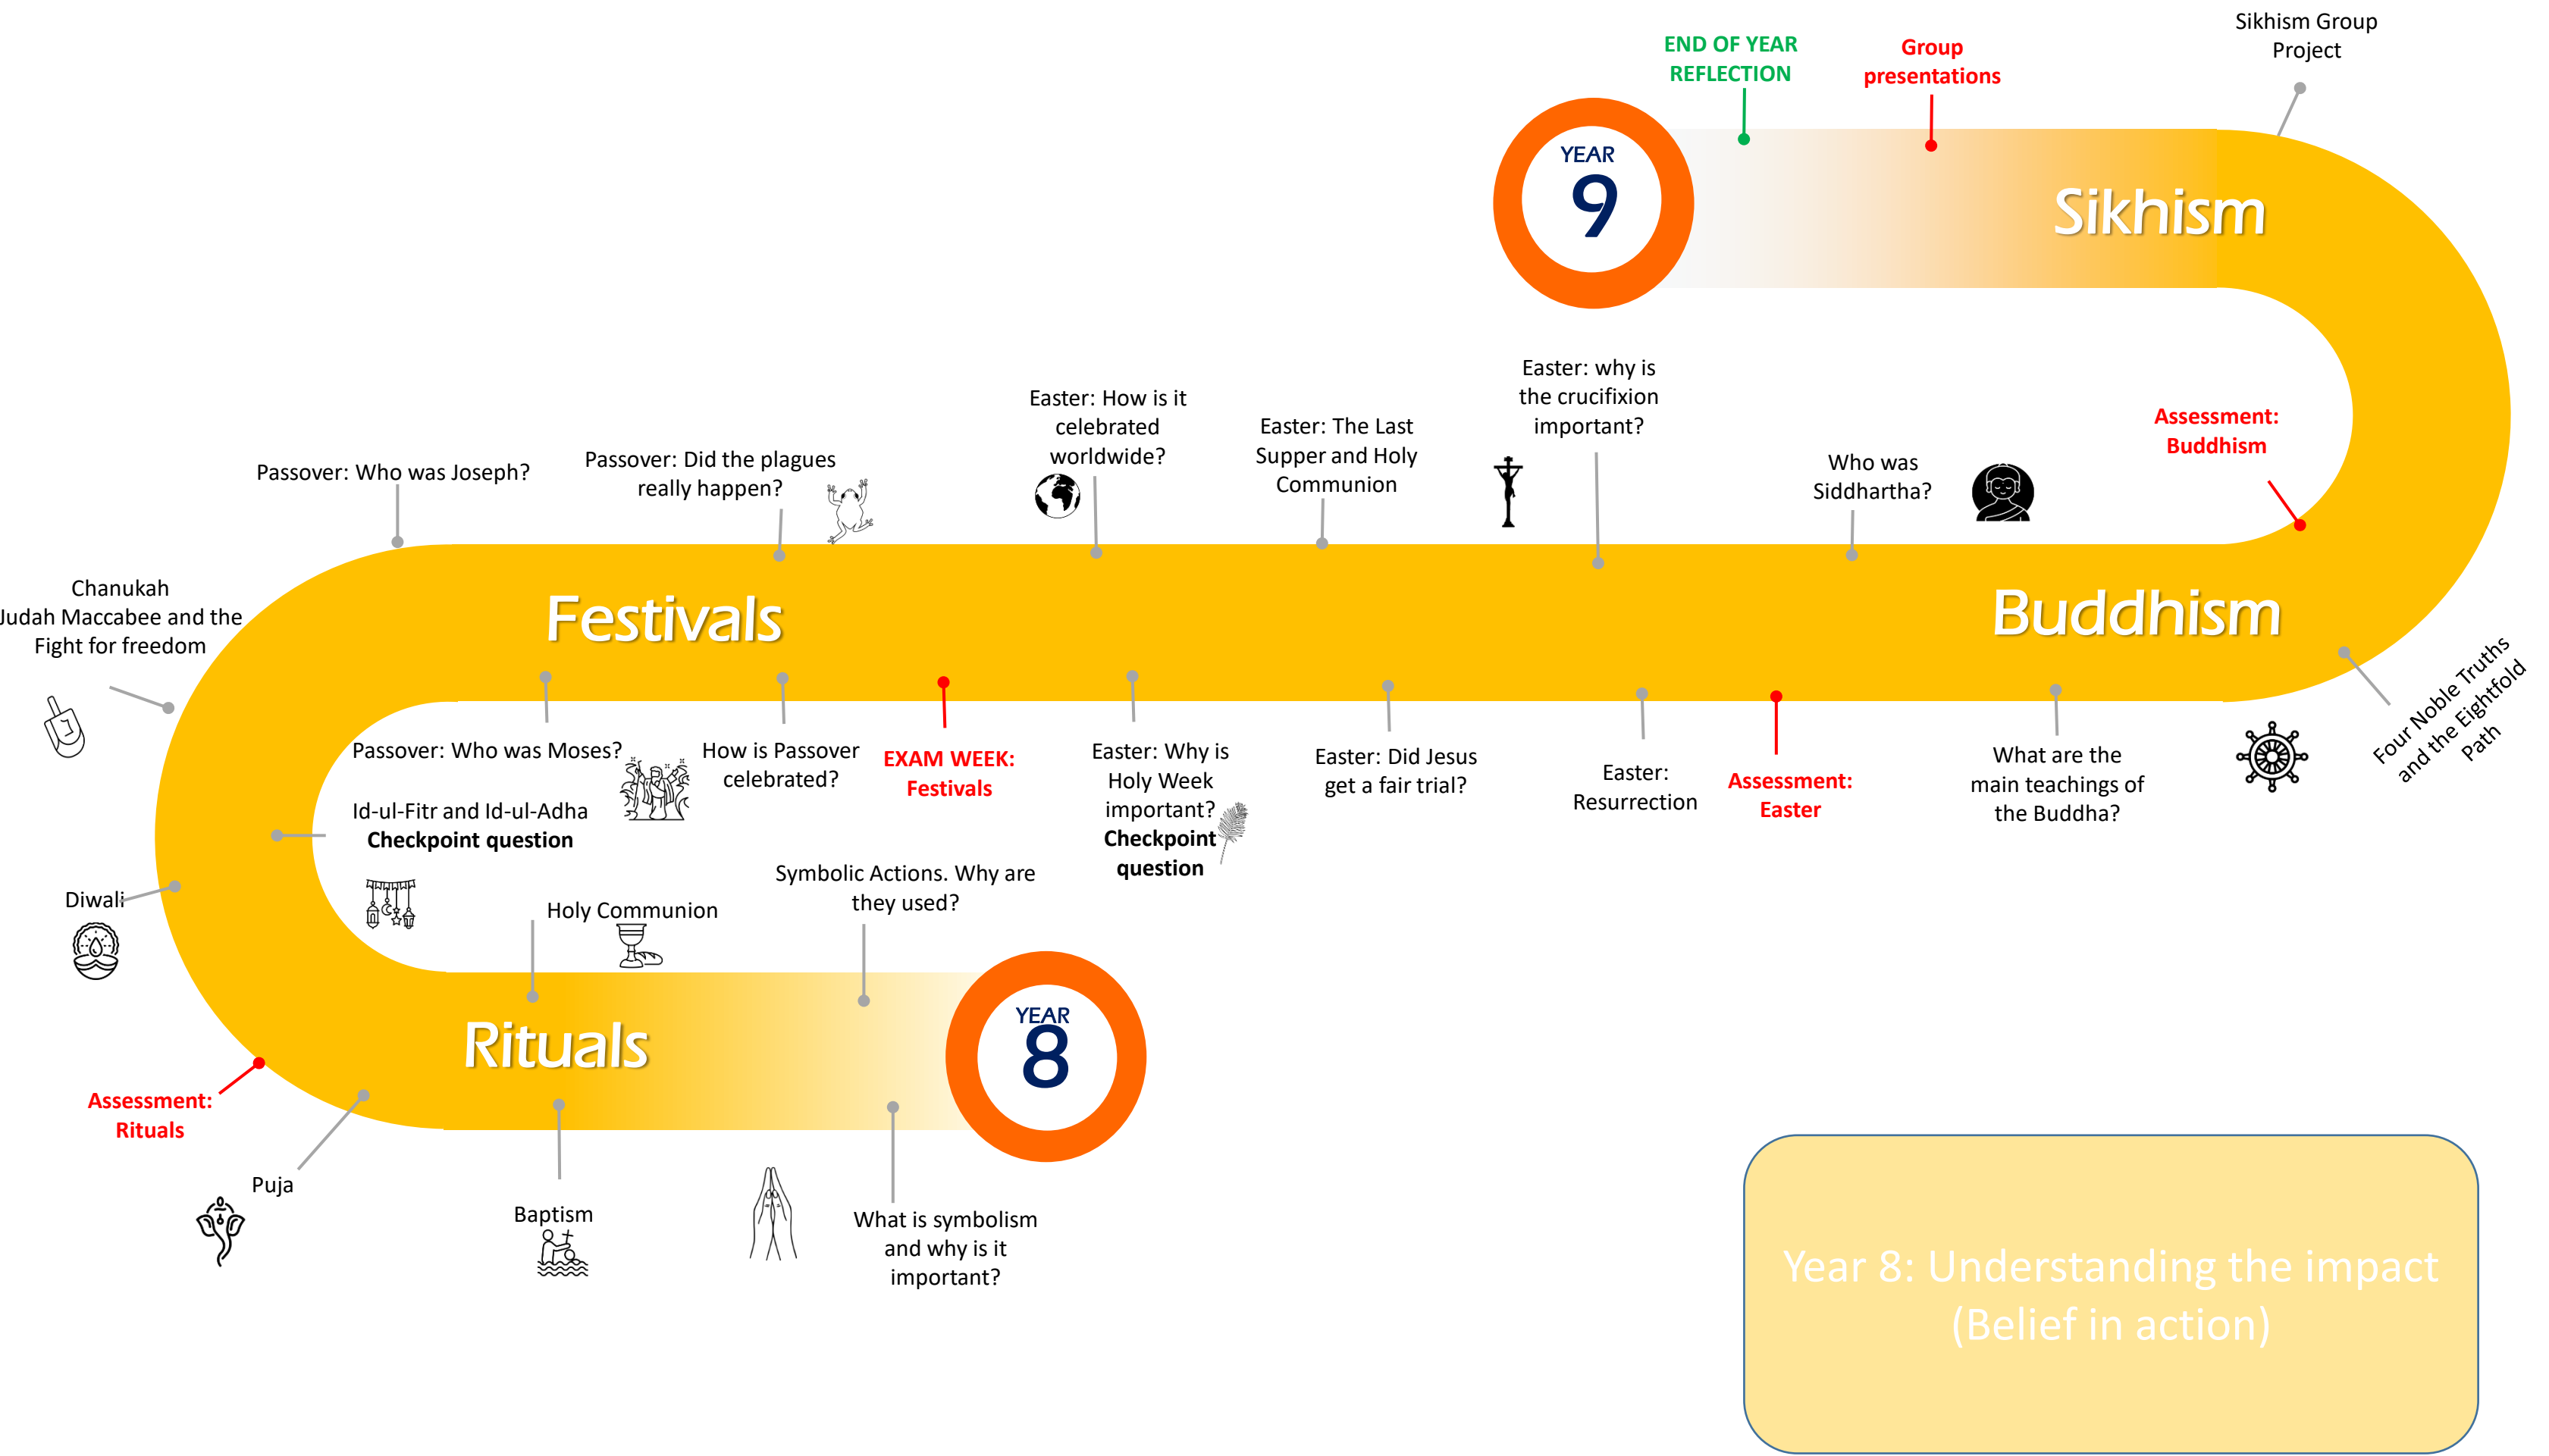 Sikhism Group
Project
END OF YEAR
REFLECTION
Group
presentations
YEAR
9
Sikhism
Easter: why is
the crucifixion
important?
Easter: How is it
celebrated
worldwide?
Easter: The Last
Supper and Holy
Communion
Assessment:
Buddhism
Passover: Who was Joseph?
Passover: Did the plagues
really happen?
Who was
Siddhartha?
Chanukah
Judah Maccabee and the
Fight for freedom
Festivals
Buddhism
Four Noble Truths
and the Eightfold
Path
Passover: Who was Moses?
How is Passover
celebrated?
EXAM WEEK:
Festivals
Easter: Why is
Holy Week
important?
Checkpoint
question
Easter: Did Jesus
get a fair trial?
Easter:
Resurrection
Assessment:
Easter
What are the
main teachings of
the Buddha?
Id-ul-Fitr and Id-ul-Adha
Checkpoint question
Diwali
Holy Communion
Symbolic Actions. Why are
they used?
Rituals
YEAR
8
Assessment:
Rituals
Puja
Baptism
What is symbolism
and why is it
important?
Year 8: Understanding the impact
(Belief in action)